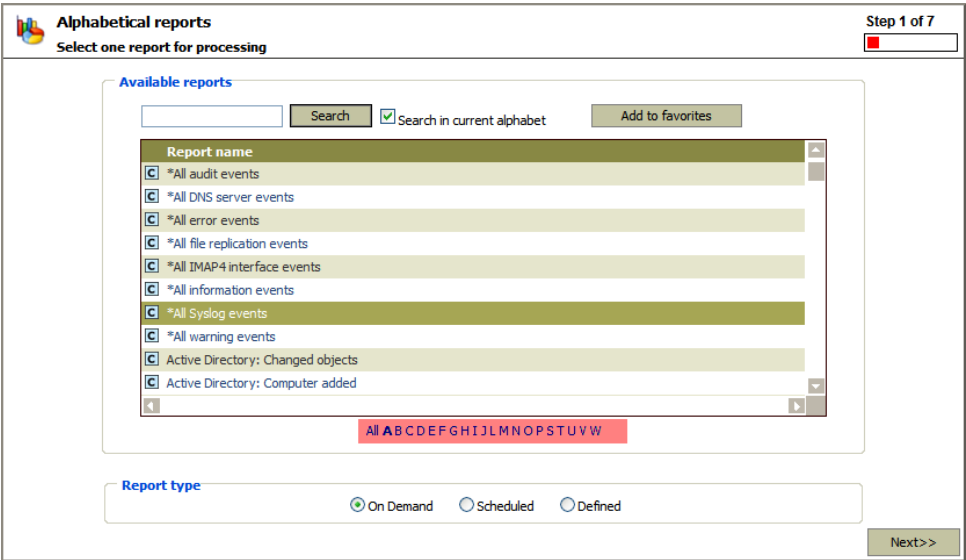 Alphabetical reports
Step 1 of 7
Select one report for processing
Available reports
Search
Search in current alphabet
Add to favorites
Report name
C *All audit events
C *All DNS server events
C *All error events
C *All file replication events
C *All IMAP4 interface events
C *All information events
C *All Syslog events
C *All warning events
C Active Directory: Changed objects
C Active Directory: Computer added
All A B C D E F G H I J L M N O P S T U V W
Report type
On Demand Scheduled Defined
Next>>